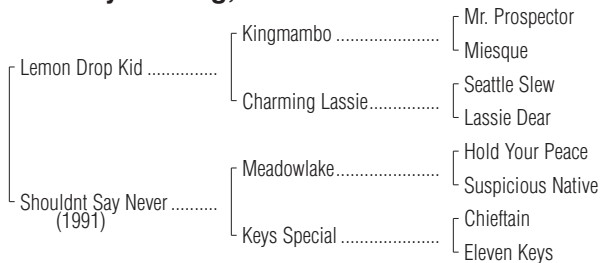 Mr. Prospector
Kingmambo ....................
Miesque
Lemon Drop Kid ...............
Seattle Slew
Charming Lassie...............
Lassie Dear
Hold Your Peace
Meadowlake......................
Suspicious Native
Shouldnt Say Never ..........
(1991)
Chieftain
Keys Special .....................
Eleven Keys